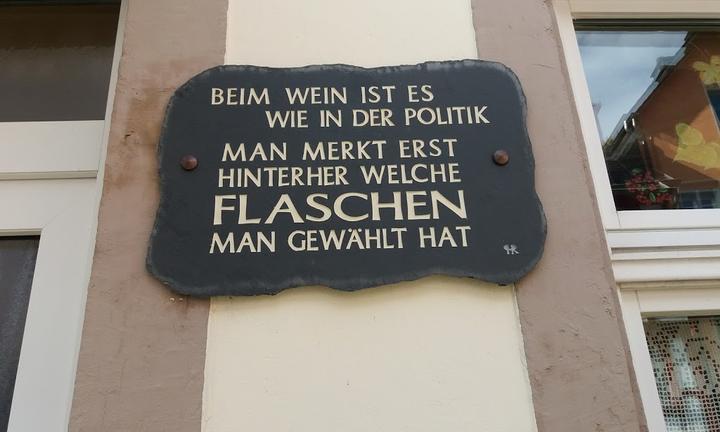 BEIM WEIN IST ES
WIE IN DER POLITIK
MAN MERKT ERST
HINTERHER WELCHE
FLASCHEN
MAN GEWÄHLT HAT